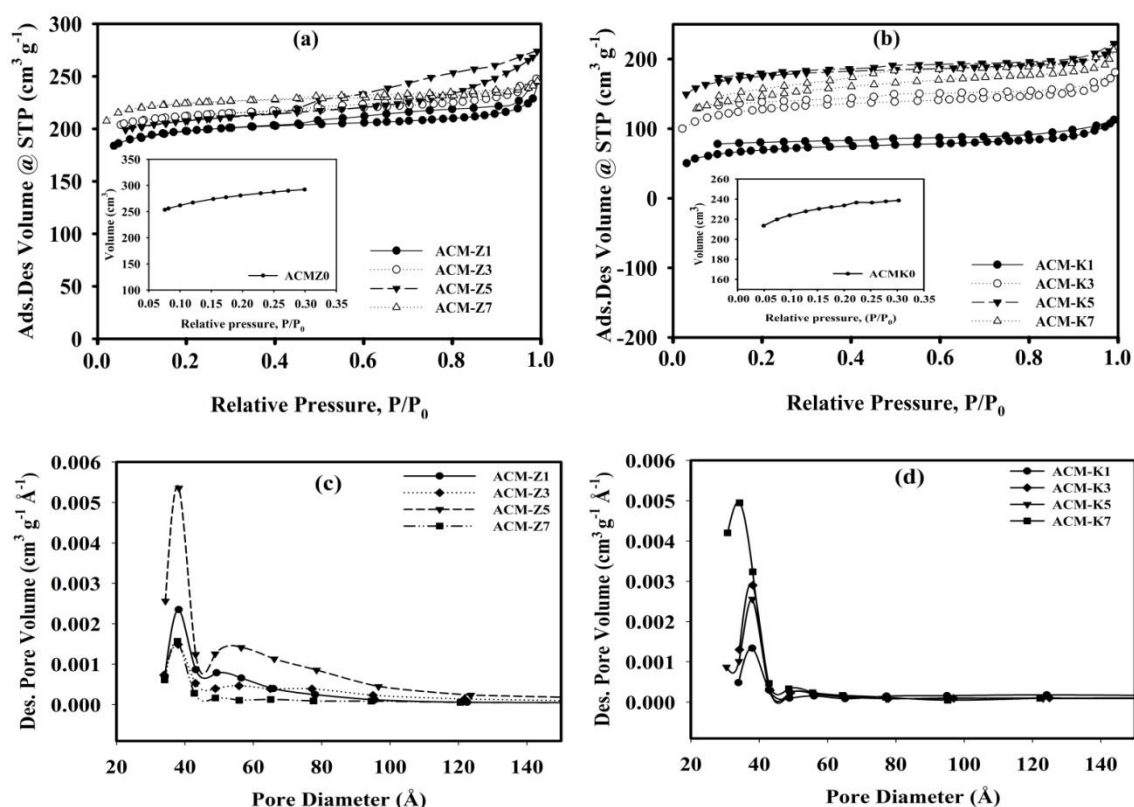 (a)
Ads.Des Volume @ STP (cm³ g⁻¹)
300
250
200
150
100
50
0
0.0 0.2 0.4 0.6 0.8 1.0
Relative Pressure, P/P₀
ACM-Z1
ACM-Z3
ACM-Z5
ACM-Z7
Volume (cm³)
350
300
250
200
150
100
0.05 0.10 0.15 0.20 0.25 0.30 0.35
Relative pressure, P/P₀
ACMZ0
(b)
Ads.Des Volume @ STP (cm³ g⁻¹)
200
100
0
-100
-200
0.0 0.2 0.4 0.6 0.8 1.0
Relative Pressure, P/P₀
ACM-K1
ACM-K3
ACM-K5
ACM-K7
Volume (cm³)
260
240
220
200
180
160
0.00 0.05 0.10 0.15 0.20 0.25 0.30 0.35
Relative pressure, (P/P₀)
ACMK0
(c)
Des. Pore Volume (cm³ g⁻¹ Å⁻¹)
0.006
0.005
0.004
0.003
0.002
0.001
0.000
20 40 60 80 100 120 140
Pore Diameter (Å)
ACM-Z1
ACM-Z3
ACM-Z5
ACM-Z7
(d)
Des. Pore Volume (cm³ g⁻¹ Å⁻¹)
0.006
0.005
0.004
0.003
0.002
0.001
0.000
20 40 60 80 100 120 140
Pore Diameter (Å)
ACM-K1
ACM-K3
ACM-K5
ACM-K7